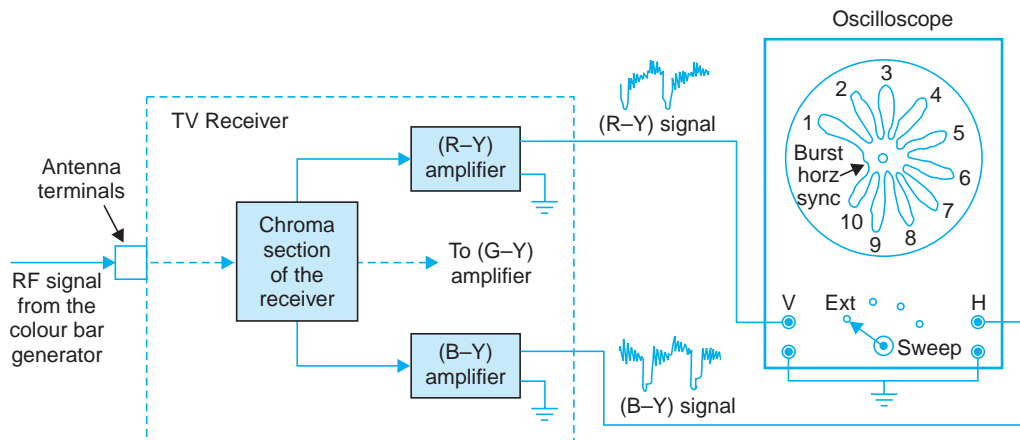 Oscilloscope
3
2
4
1
5
Burst
horz
sync
6
10
7
9
8
V
Ext
H
Sweep
(R–Y) signal
TV Receiver
(R–Y)
amplifier
Antenna
terminals
Chroma
section
of the
receiver
To (G–Y)
amplifier
RF signal
from the
colour bar
generator
(B–Y)
amplifier
(B–Y) signal